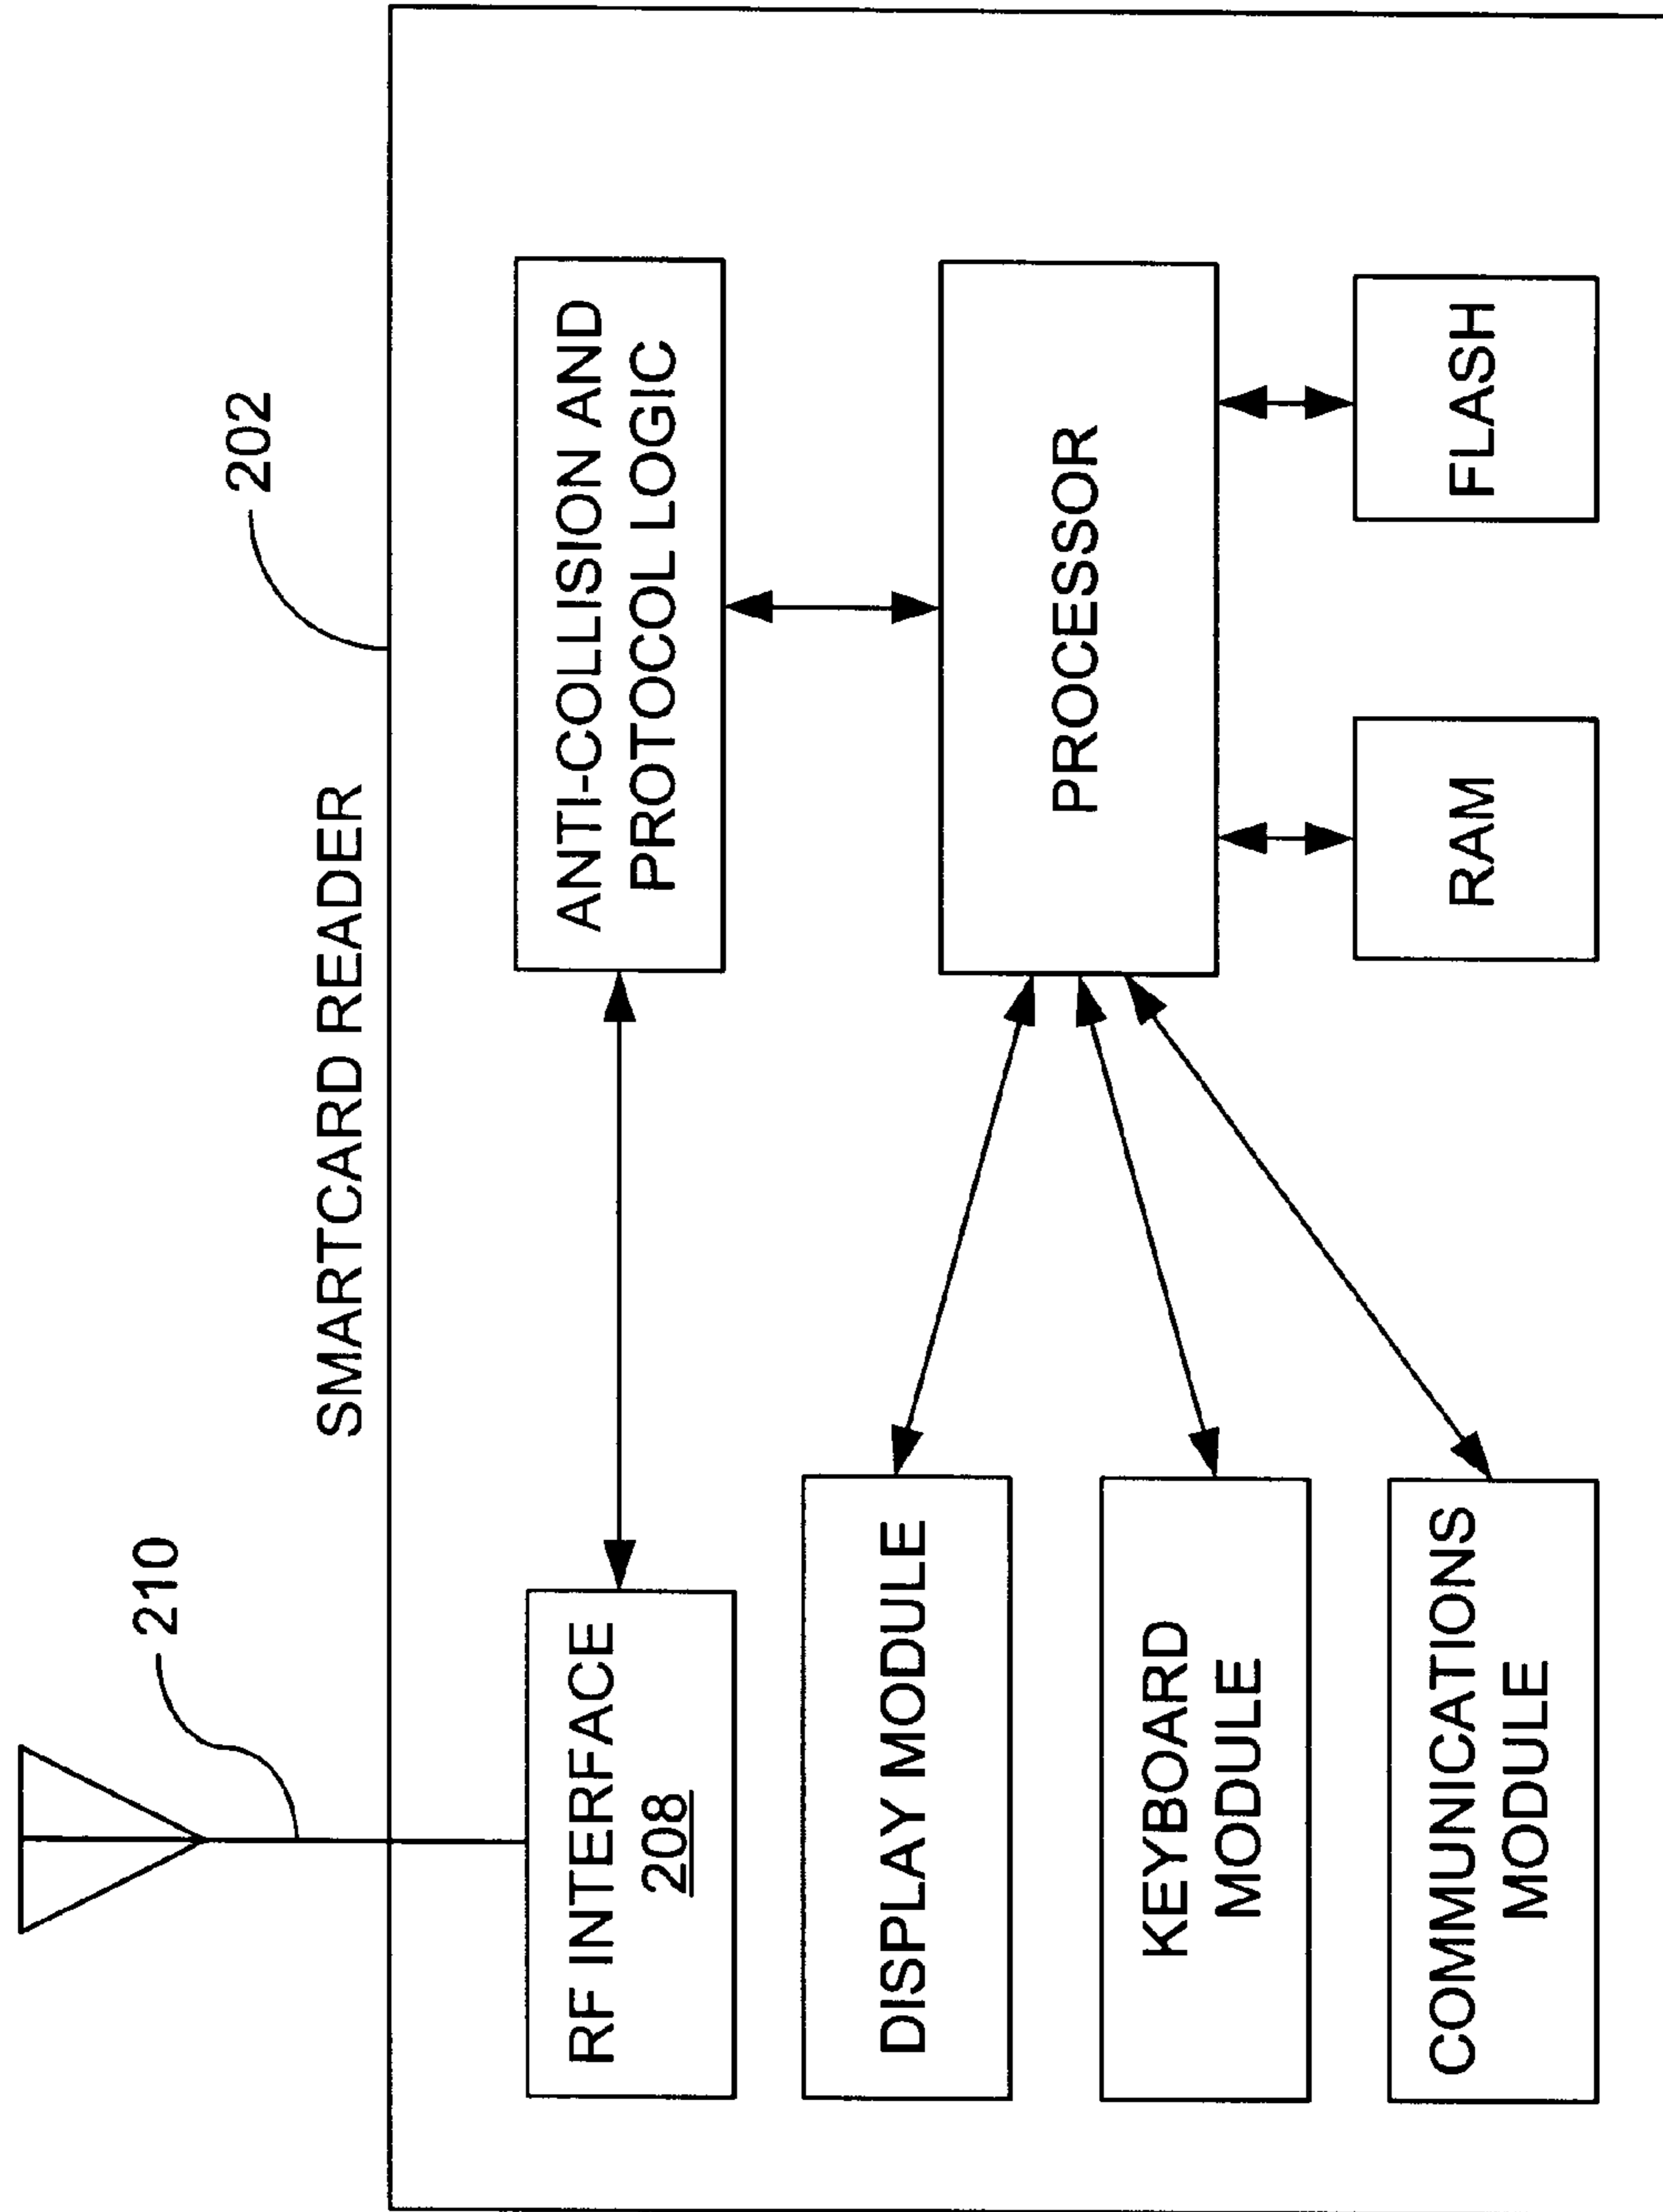 210
202
SMARTCARD READER
RF INTERFACE
208
ANTI-COLLISION AND
PROTOCOL LOGIC
DISPLAY MODULE
PROCESSOR
KEYBOARD
MODULE
COMMUNICATIONS
MODULE
RAM
FLASH